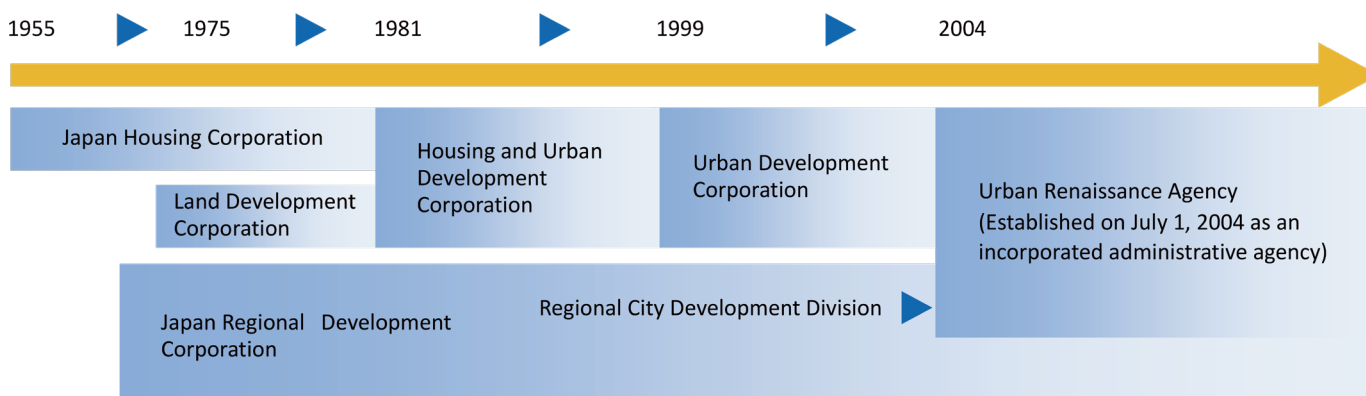 1955 1975 1981 1999 2004
Japan Housing Corporation
Land Development
Corporation
Housing and Urban
Development
Corporation
Urban Development
Corporation
Urban Renaissance Agency
(Established on July 1, 2004 as an
incorporated administrative agency)
Japan Regional Development
Corporation
Regional City Development Division